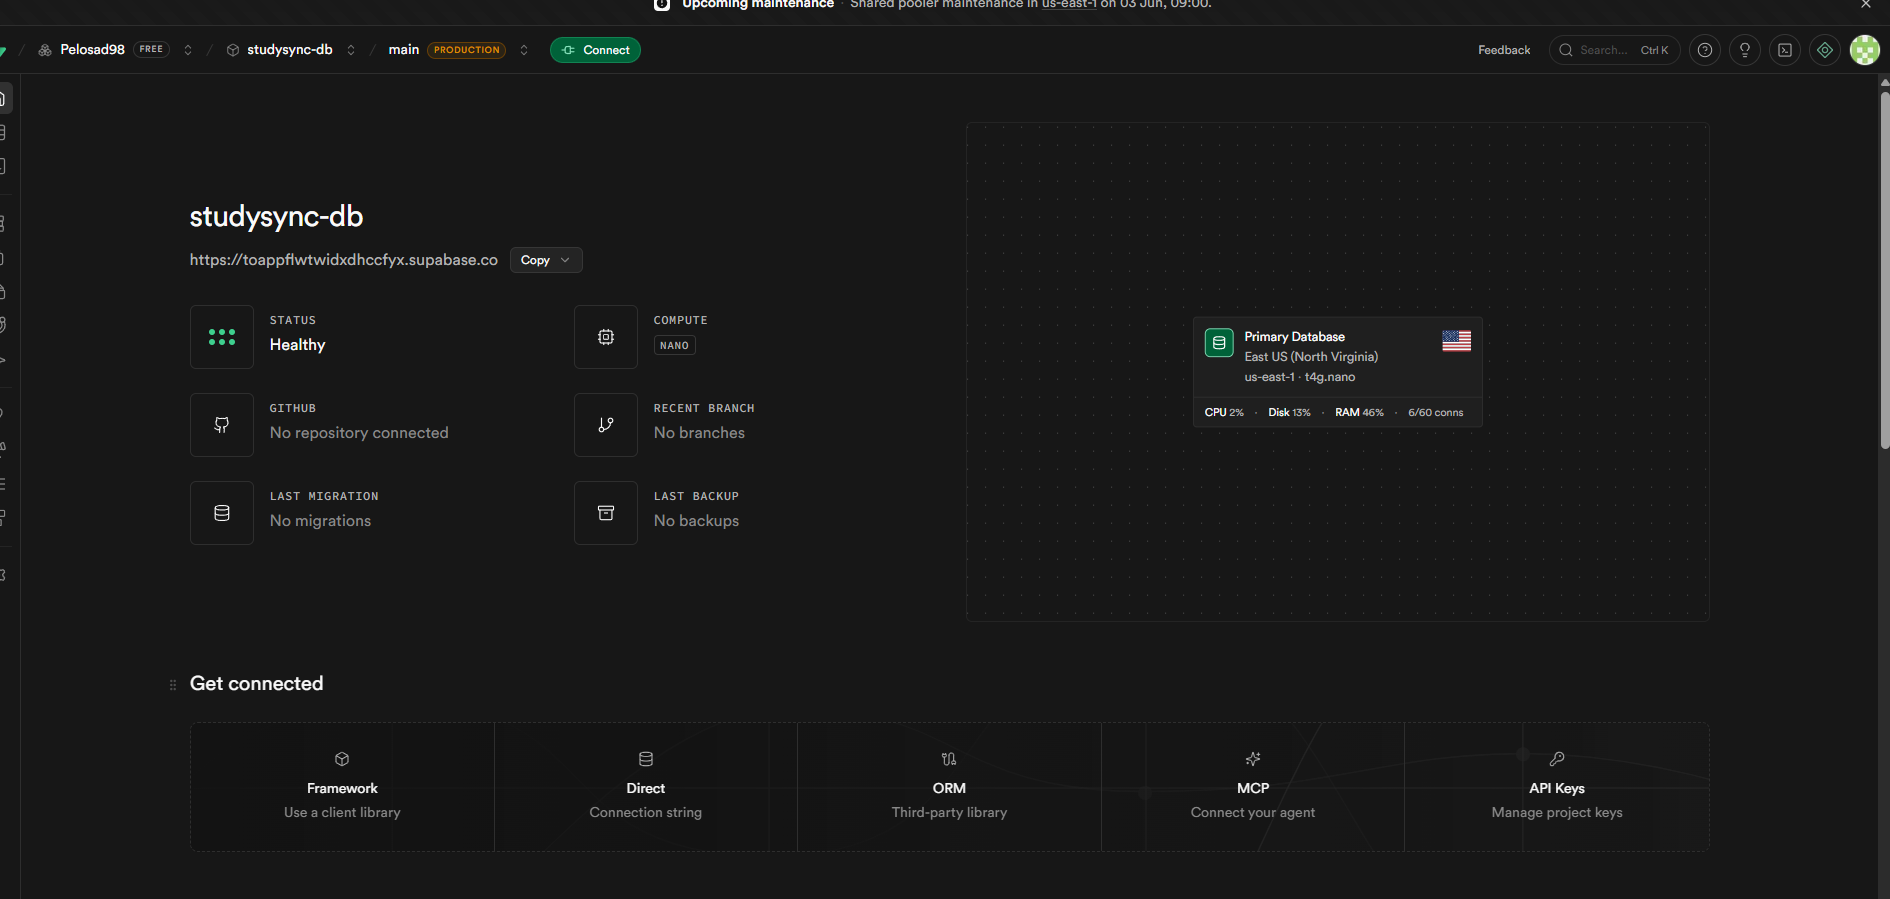 Upcoming maintenance · Shared pooler maintenance in us-east-1 on 03 Jun, 09:00.
Pelosad98 FREE / studysync-db / main PRODUCTION Connect Feedback Search... Ctrl K
studysync-db
https://toappflwtwidxdhccfyx.supabase.co Copy
STATUS
Healthy
COMPUTE
NANO
GITHUB
No repository connected
RECENT BRANCH
No branches
LAST MIGRATION
No migrations
LAST BACKUP
No backups
Primary Database
East US (North Virginia)
us-east-1 · t4g.nano
CPU 2% · Disk 13% · RAM 46% · 6/60 conns
Get connected
Framework
Use a client library
Direct
Connection string
ORM
Third-party library
MCP
Connect your agent
API Keys
Manage project keys